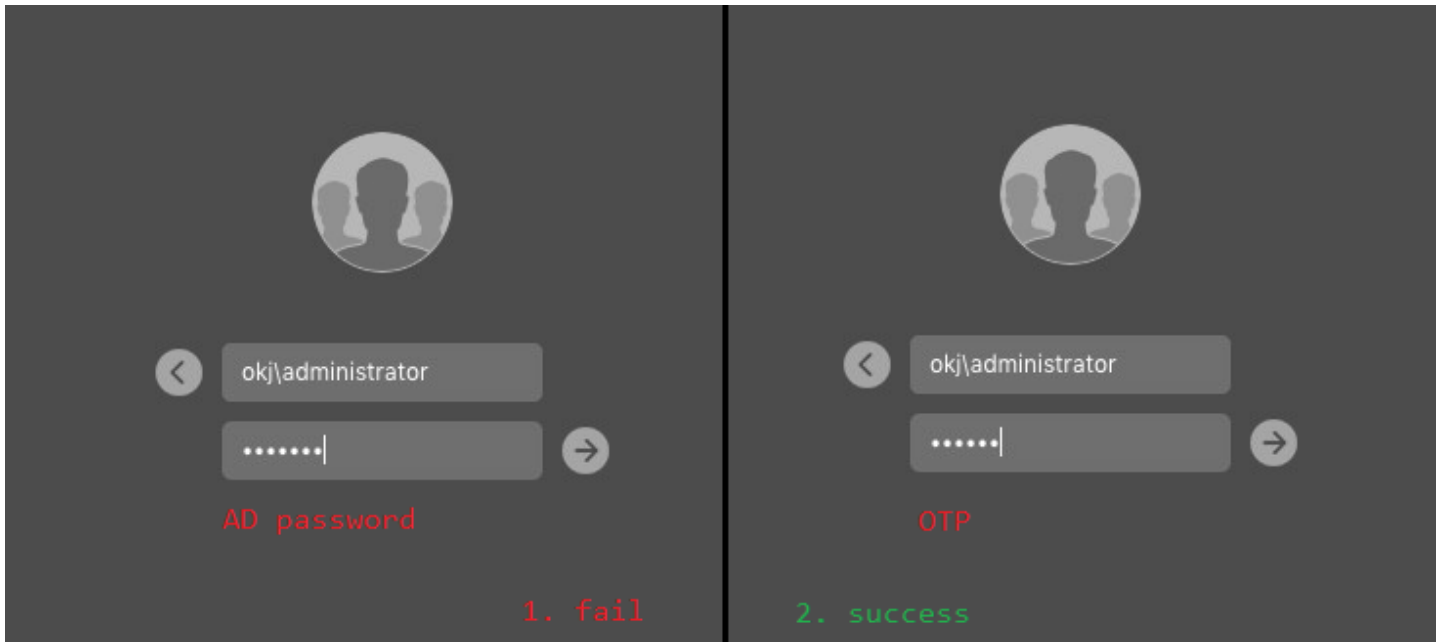 okj\administrator
•••••••
AD password
1. fail
okj\administrator
••••••
OTP
2. success